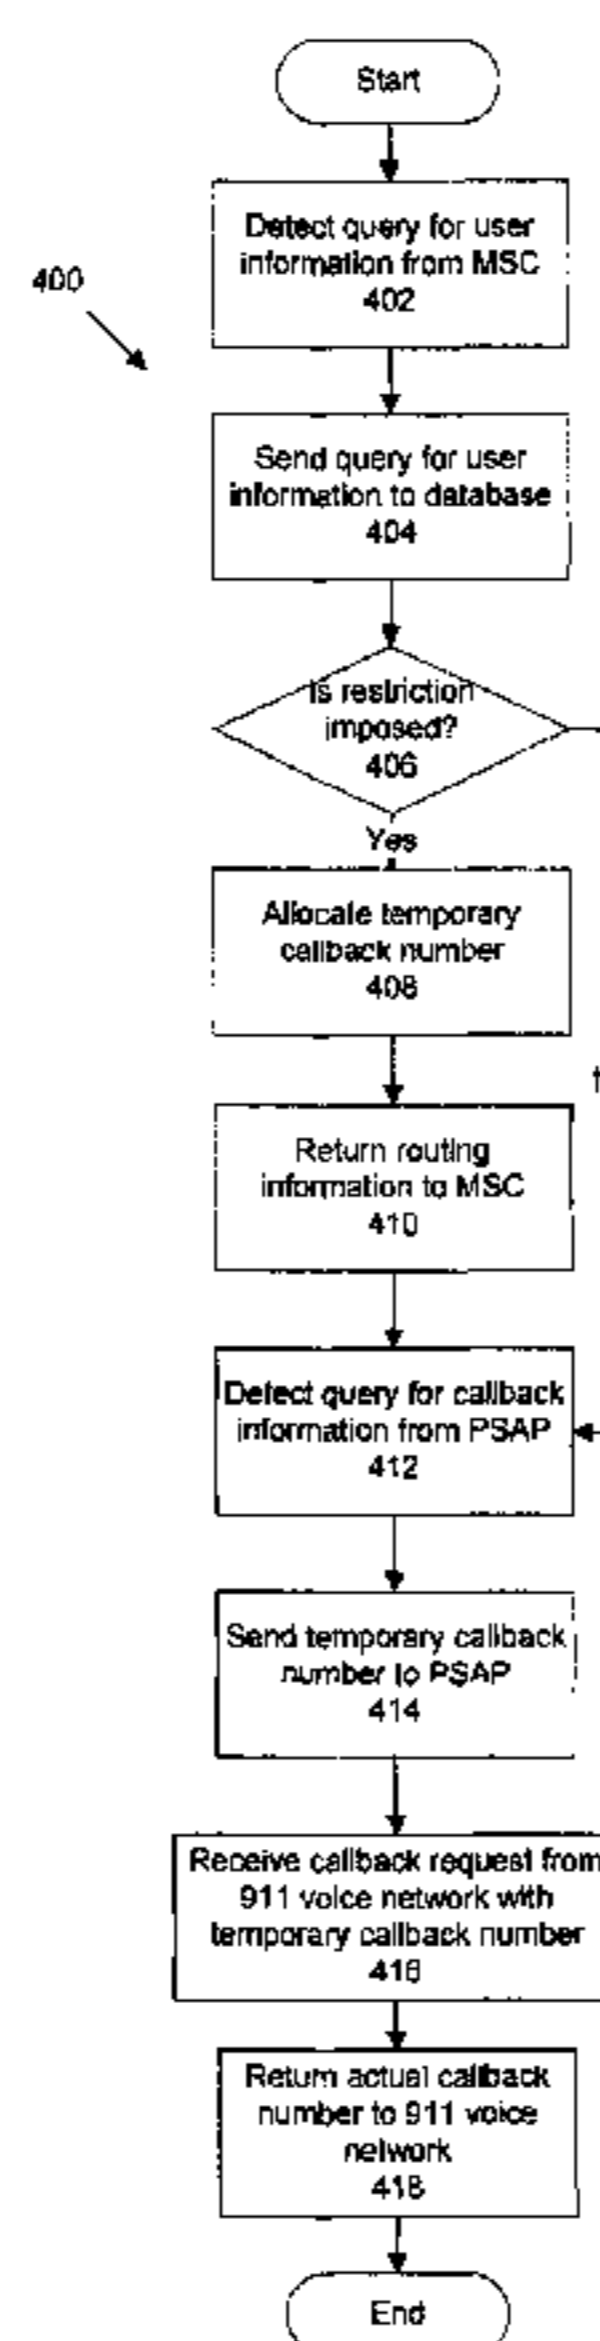 Start
Detect query for user
information from MSC
402
400
Send query for user
information to database
404
Is restriction
imposed?
406
Yes
Allocate temporary
callback number
408
Return routing
information to MSC
410
Detect query for callback
information from PSAP
412
Send temporary callback
number to PSAP
414
Receive callback request from
911 voice network with
temporary callback number
416
Return actual callback
number to 911 voice
network
418
End